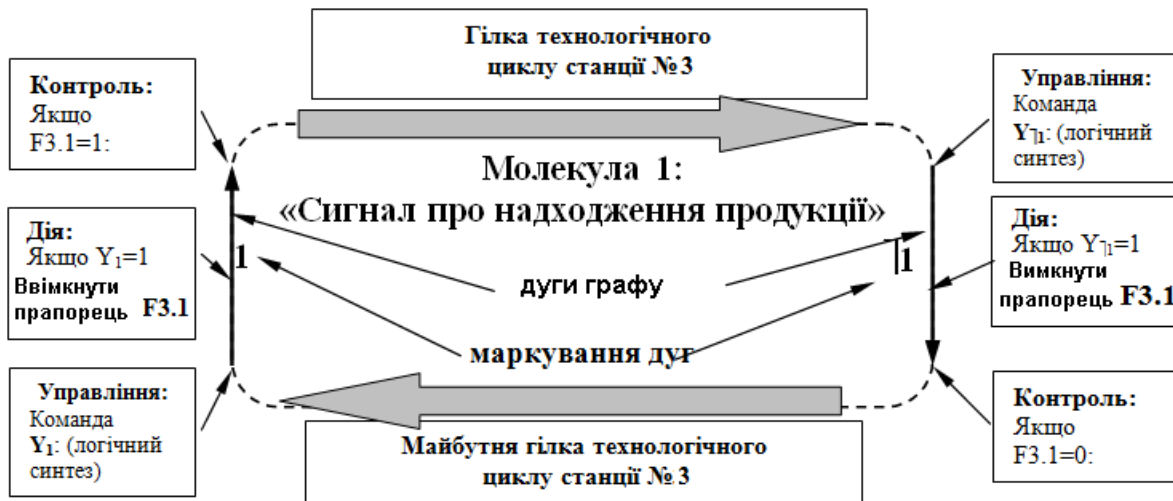 Гілка технологічного
циклу станції №3
Контроль:
Якщо
F3.1=1:
Управління:
Команда
Y⌉1: (логічний
синтез)
Молекула 1:
«Сигнал про надходження продукції»
Дія:
Якщо Y1=1
Ввімкнути
прапорець F3.1
1
⌉1
Дія:
Якщо Y⌉1=1
Вимкнути
прапорець F3.1
дуги графу
маркування дуг
Управління:
Команда
Y1: (логічний
синтез)
Контроль:
Якщо
F3.1=0:
Майбутня гілка технологічного
циклу станції №3